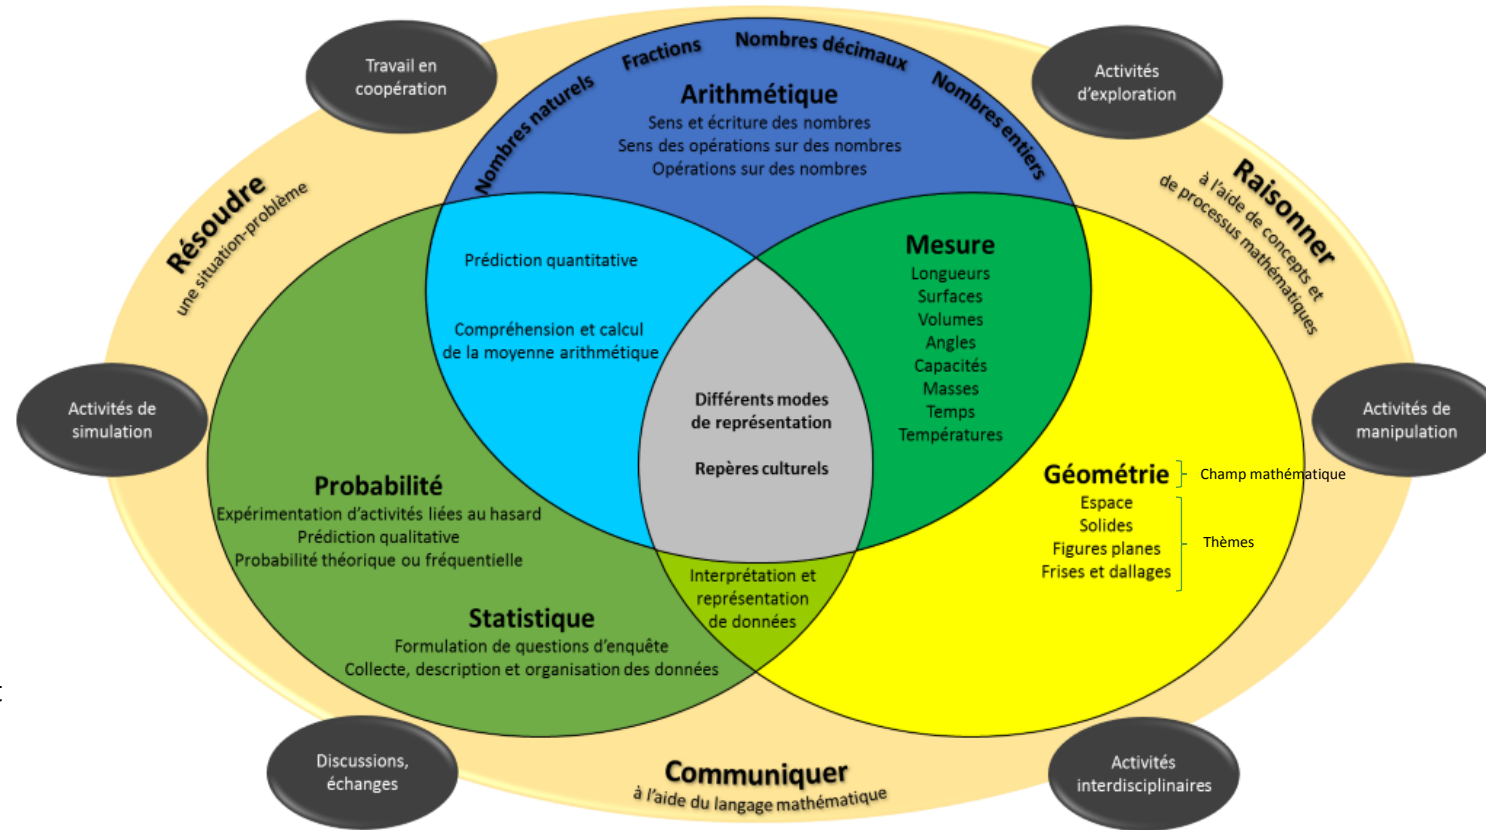 Travail en
coopération
Activités
d’exploration
Nombres naturels
Fractions
Nombres décimaux
Nombres entiers
Arithmétique
Sens et écriture des nombres
Sens des opérations sur des nombres
Opérations sur des nombres
Résoudre
une situation-problème
Raisonner
à l’aide de concepts et
de processus mathématiques
Prédiction quantitative
Compréhension et calcul
de la moyenne arithmétique
Mesure
Longueurs
Surfaces
Volumes
Angles
Capacités
Masses
Temps
Températures
Différents modes
de représentation
Repères culturels
Activités de
simulation
Activités de
manipulation
Probabilité
Expérimentation d’activités liées au hasard
Prédiction qualitative
Probabilité théorique ou fréquentielle
Géométrie
Champ mathématique
Espace
Solides
Figures planes
Frises et dallages
Thèmes
Interprétation et
représentation
de données
Statistique
Formulation de questions d’enquête
Collecte, description et organisation des données
Discussions,
échanges
Communiquer
à l’aide du langage mathématique
Activités
interdisciplinaires